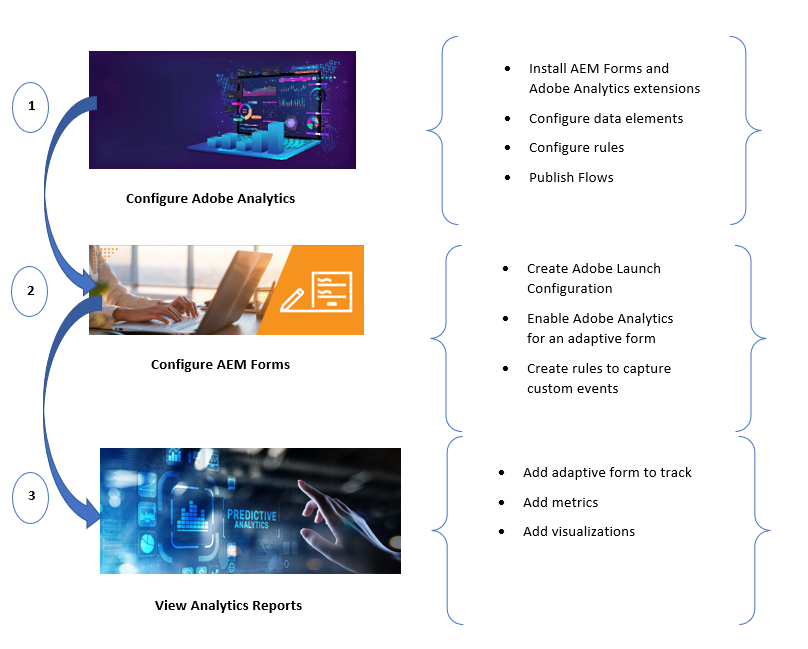 1
Configure Adobe Analytics
• Install AEM Forms and
Adobe Analytics extensions
• Configure data elements
• Configure rules
• Publish Flows
2
Configure AEM Forms
• Create Adobe Launch
Configuration
• Enable Adobe Analytics
for an adaptive form
• Create rules to capture
custom events
3
PREDICTIVE
ANALYTICS
View Analytics Reports
• Add adaptive form to track
• Add metrics
• Add visualizations